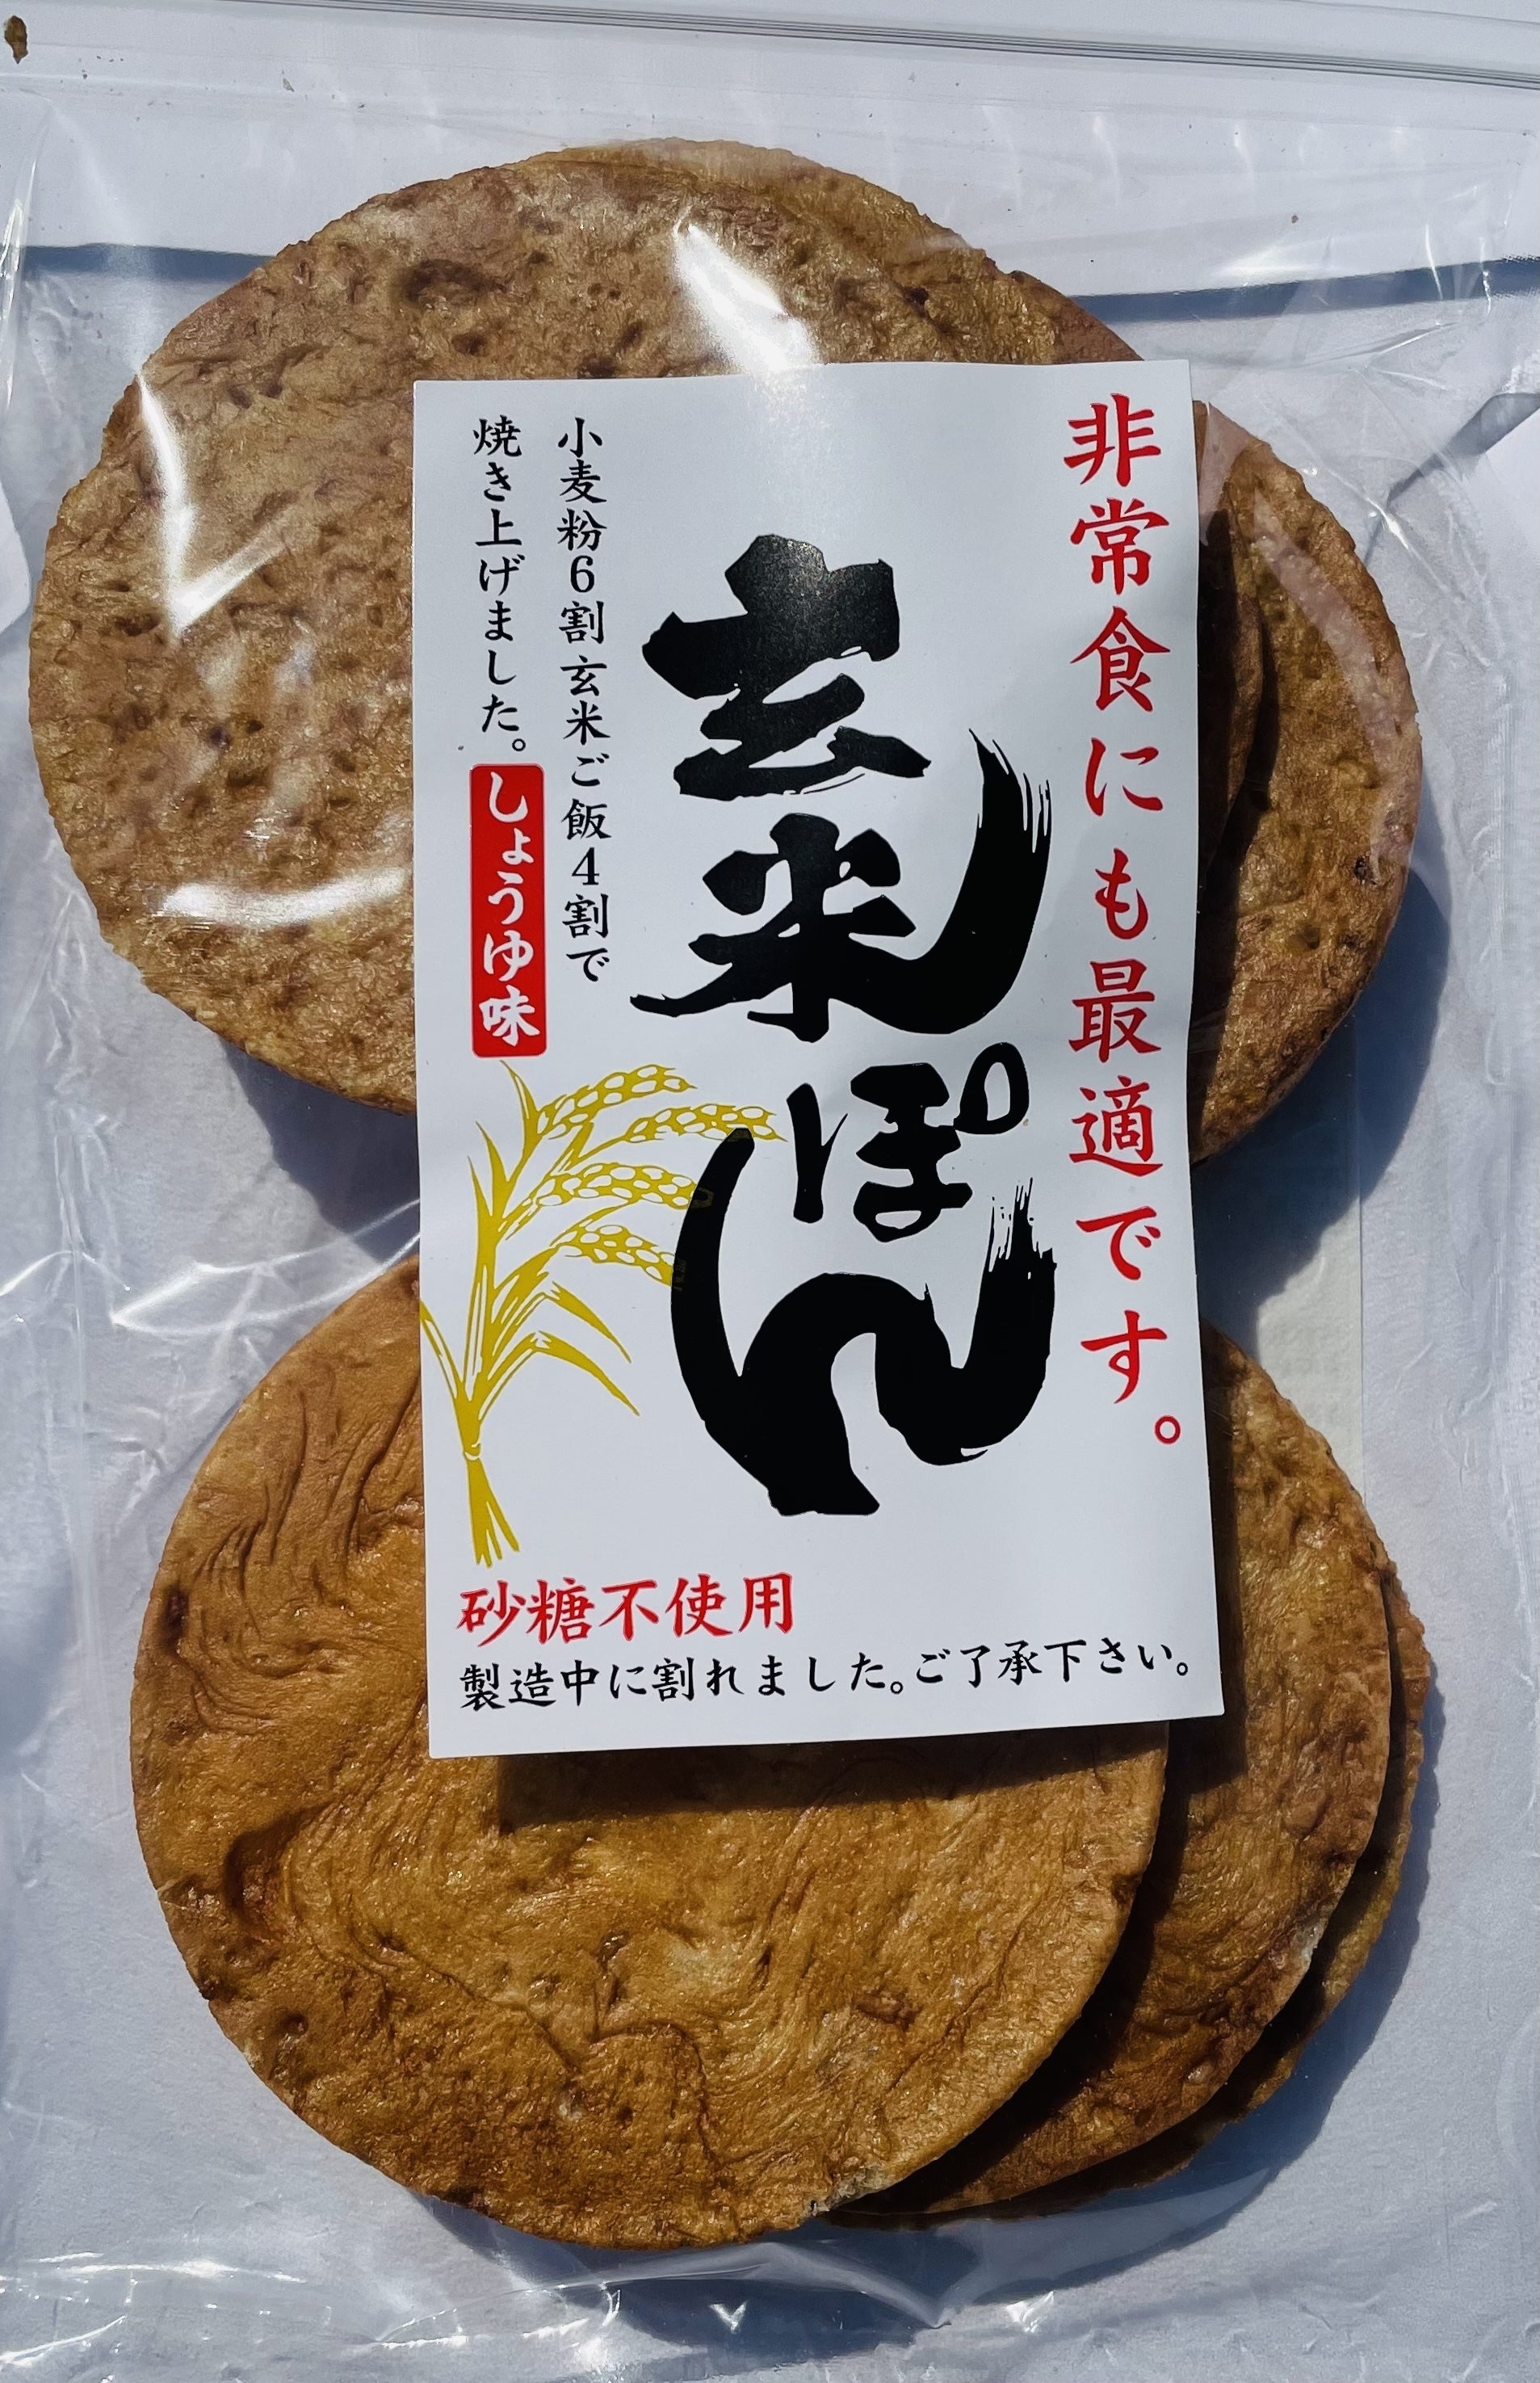 非常食にも最適です。
玄米ぽん
小麦粉6割玄米ご飯4割で
焼き上げました。
しょうゆ味
砂糖不使用
製造中に割れました。ご了承下さい。